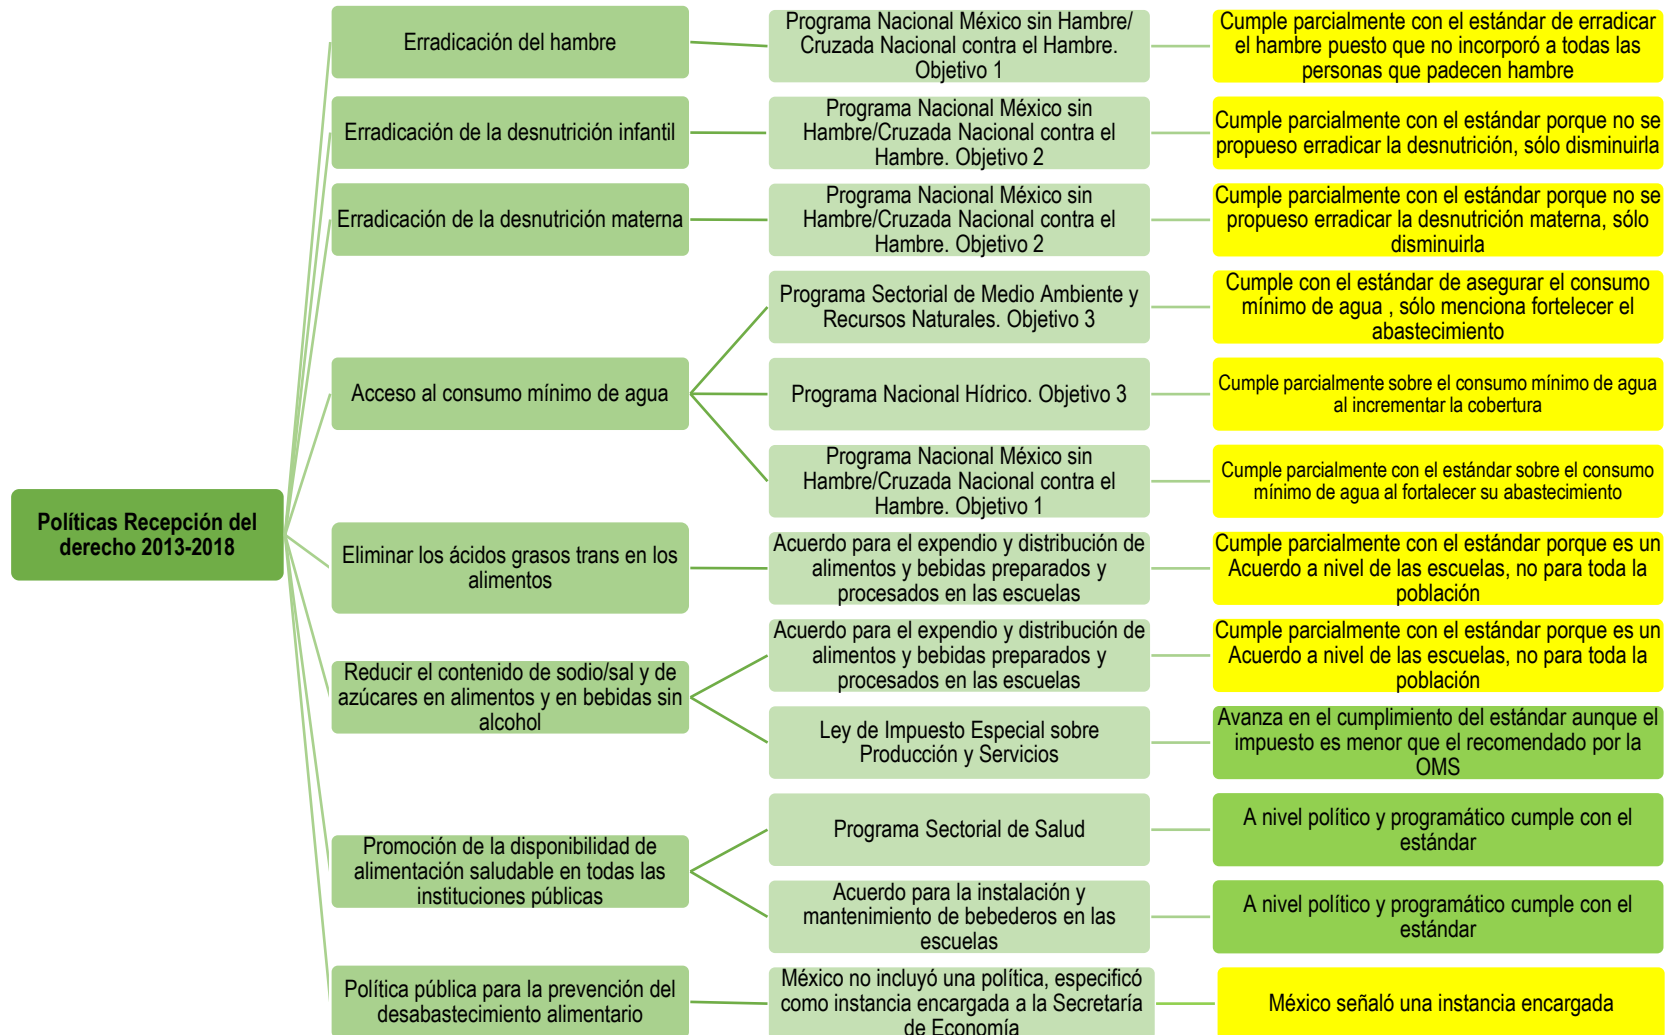 Políticas Recepción del
derecho 2013-2018
Erradicación del hambre
Programa Nacional México sin Hambre/
Cruzada Nacional contra el Hambre.
Objetivo 1
Cumple parcialmente con el estándar de erradicar
el hambre puesto que no incorporó a todas las
personas que padecen hambre
Erradicación de la desnutrición infantil
Programa Nacional México sin
Hambre/Cruzada Nacional contra el
Hambre. Objetivo 2
Cumple parcialmente con el estándar porque no se
propueso erradicar la desnutrición, sólo disminuirla
Erradicación de la desnutrición materna
Programa Nacional México sin
Hambre/Cruzada Nacional contra el
Hambre. Objetivo 2
Cumple parcialmente con el estándar porque no se
propueso erradicar la desnutrición materna, sólo
disminuirla
Acceso al consumo mínimo de agua
Programa Sectorial de Medio Ambiente y
Recursos Naturales. Objetivo 3
Cumple con el estándar de asegurar el consumo
mínimo de agua , sólo menciona fortelecer el
abastecimiento
Programa Nacional Hídrico. Objetivo 3
Cumple parcialmente sobre el consumo mínimo de agua
al incrementar la cobertura
Programa Nacional México sin
Hambre/Cruzada Nacional contra el
Hambre. Objetivo 1
Cumple parcialmente con el estándar sobre el consumo
mínimo de agua al fortalecer su abastecimiento
Eliminar los ácidos grasos trans en los
alimentos
Acuerdo para el expendio y distribución de
alimentos y bebidas preparados y
procesados en las escuelas
Cumple parcialmente con el estándar porque es un
Acuerdo a nivel de las escuelas, no para toda la
población
Reducir el contenido de sodio/sal y de
azúcares en alimentos y en bebidas sin
alcohol
Acuerdo para el expendio y distribución de
alimentos y bebidas preparados y
procesados en las escuelas
Cumple parcialmente con el estándar porque es un
Acuerdo a nivel de las escuelas, no para toda la
población
Ley de Impuesto Especial sobre
Producción y Servicios
Avanza en el cumplimiento del estándar aunque el
impuesto es menor que el recomendado por la
OMS
Promoción de la disponibilidad de
alimentación saludable en todas las
instituciones públicas
Programa Sectorial de Salud
A nivel político y programático cumple con el
estándar
Acuerdo para la instalación y
mantenimiento de bebederos en las
escuelas
A nivel político y programático cumple con el
estándar
Política pública para la prevención del
desabastecimiento alimentario
México no incluyó una política, especificó
como instancia encargada a la Secretaría
de Economía
México señaló una instancia encargada